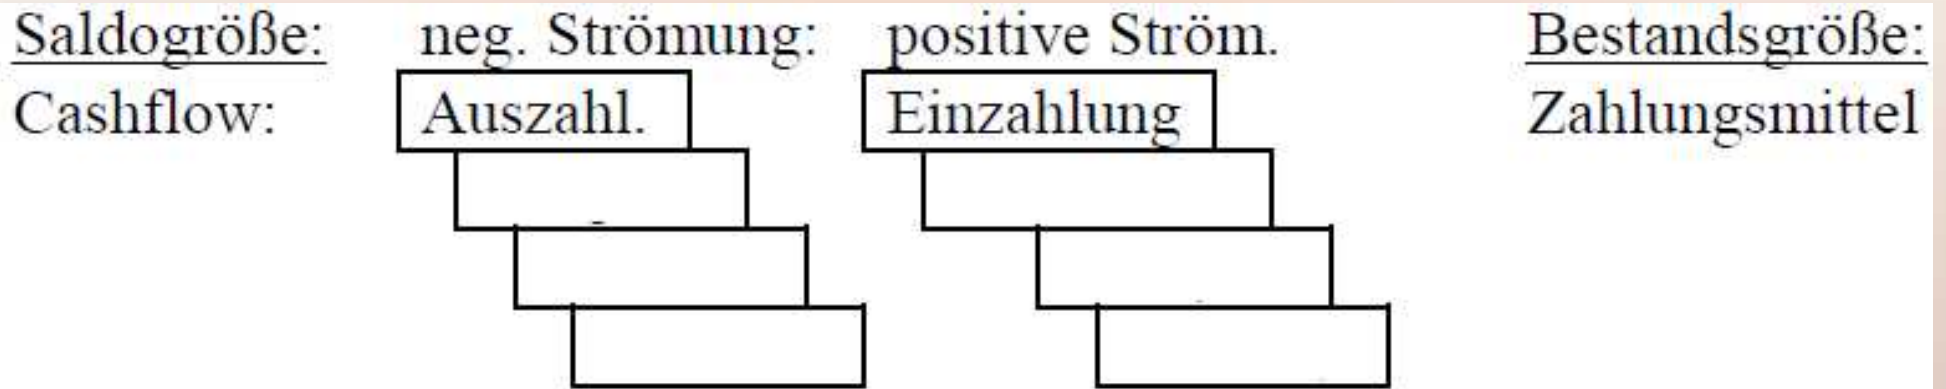 Saldogröße: neg. Strömung: positive Ström. Bestandsgröße:
Cashflow: Auszahl. Einzahlung Zahlungsmittel